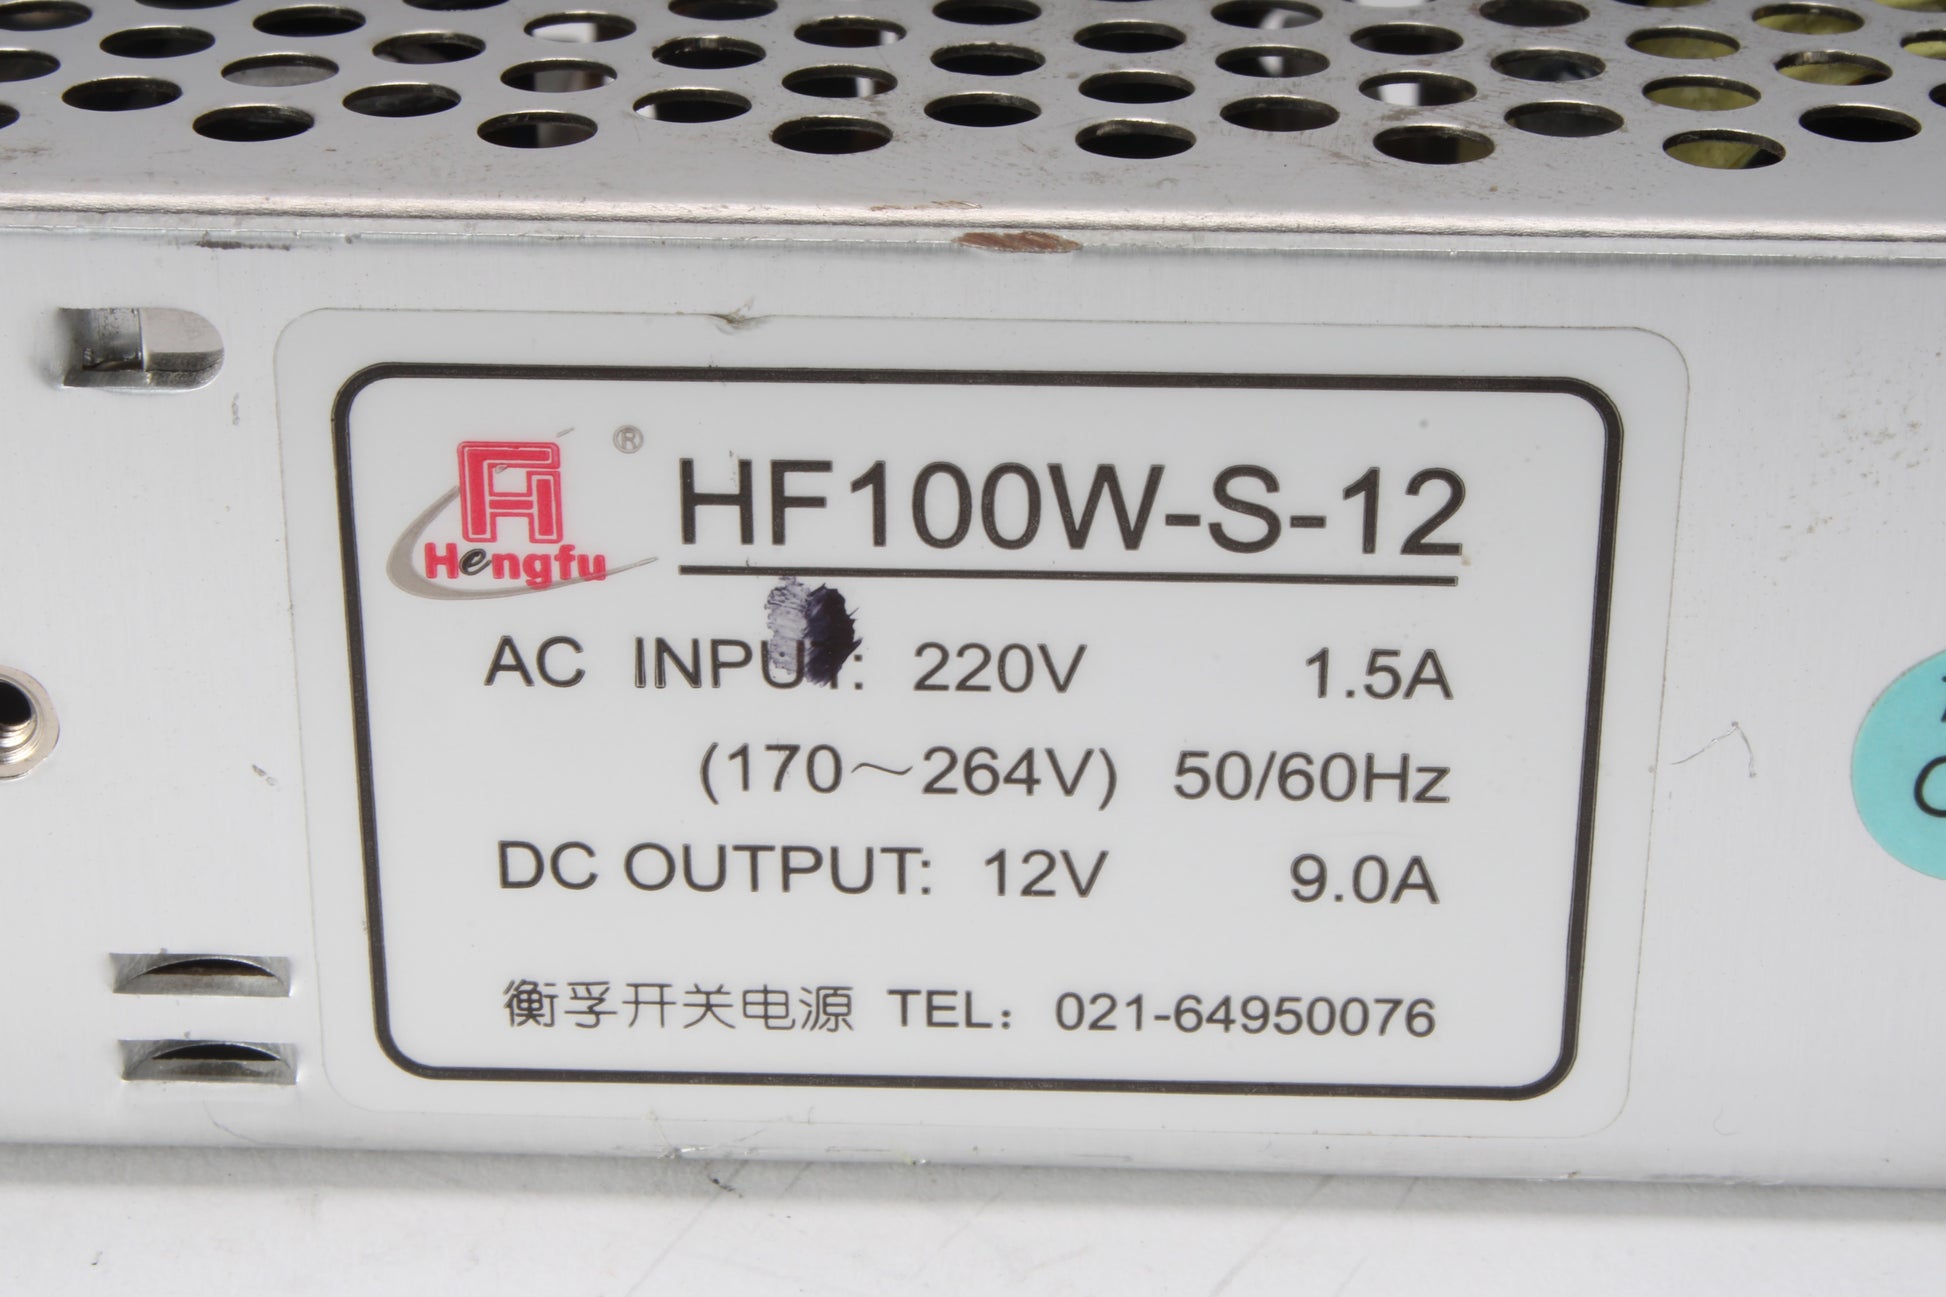 ® HF100W-S-12
Hengfu
AC INPUT: 220V 1.5A
(170～264V) 50/60Hz
DC OUTPUT: 12V 9.0A
衡孚开关电源 TEL： 021-64950076